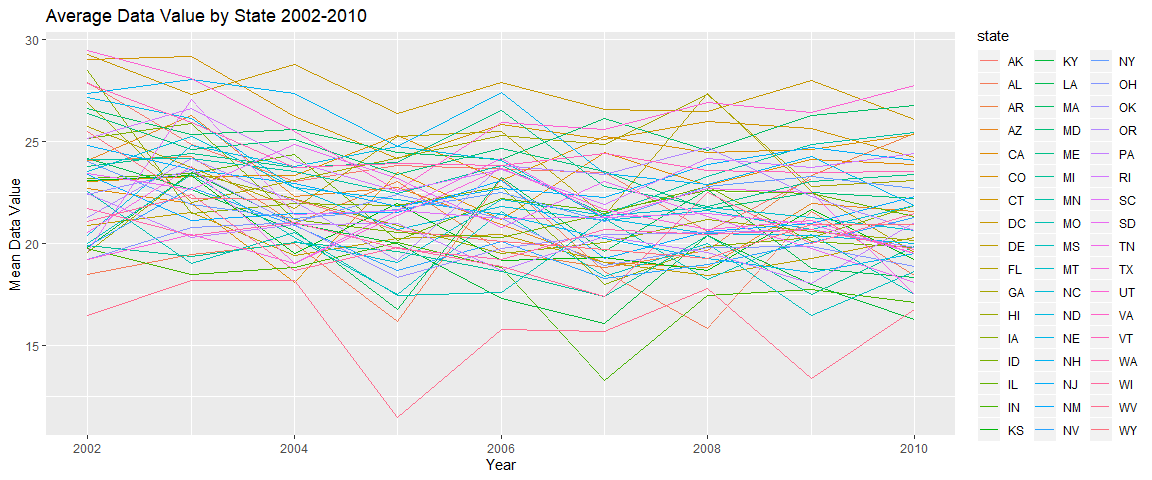 Average Data Value by State 2002-2010
30
25
20
15
Mean Data Value
2002
2004
2006
2008
2010
Year
state
AK KY NY
AL LA OH
AR MA OK
AZ MD OR
CA ME PA
CO MI RI
CT MN SC
DC MO SD
DE MS TN
FL MT TX
GA NC UT
HI ND VA
IA NE VT
ID NH WA
IL NJ WI
IN NM WV
KS NV WY